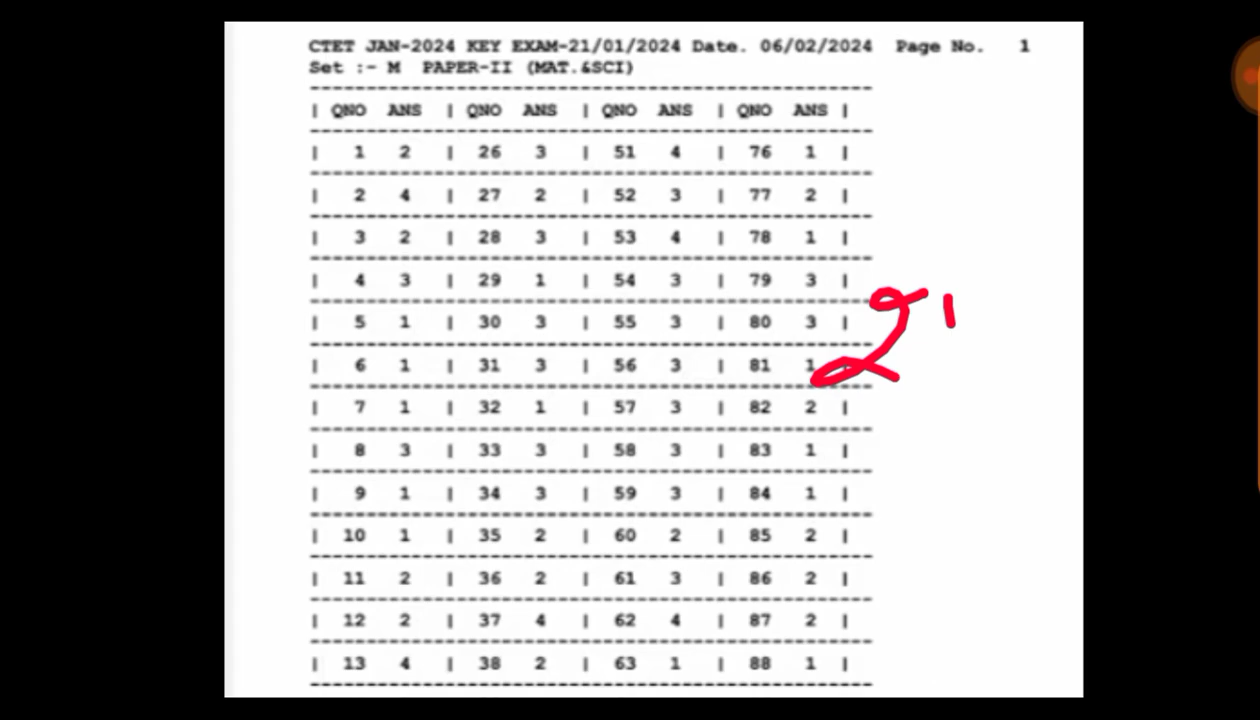 CTET JAN-2024 KEY EXAM-21/01/2024 Date. 06/02/2024 Page No. 1
Set :- M PAPER-II (MAT.&SCI)
| QNO ANS | QNO ANS | QNO ANS | QNO ANS |
| 1 2 | 26 3 | 51 4 | 76 1 |
| 2 4 | 27 2 | 52 3 | 77 2 |
| 3 2 | 28 3 | 53 4 | 78 1 |
| 4 3 | 29 1 | 54 3 | 79 3 |
| 5 1 | 30 3 | 55 3 | 80 3 |
| 6 1 | 31 3 | 56 3 | 81 1 |
| 7 1 | 32 1 | 57 3 | 82 2 |
| 8 3 | 33 3 | 58 3 | 83 1 |
| 9 1 | 34 3 | 59 3 | 84 1 |
| 10 1 | 35 2 | 60 2 | 85 2 |
| 11 2 | 36 2 | 61 3 | 86 2 |
| 12 2 | 37 4 | 62 4 | 87 2 |
| 13 4 | 38 2 | 63 1 | 88 1 |